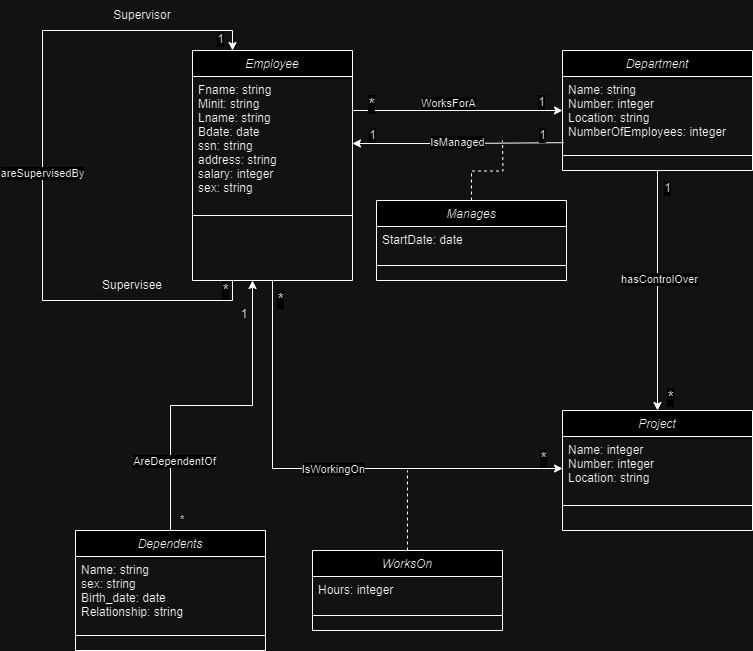 Supervisor
1
Employee
Fname: string
Minit: string
Lname: string
Bdate: date
ssn: string
address: string
salary: integer
sex: string
* WorksForA 1
1 IsManaged 1
Department
Name: string
Number: integer
Location: string
NumberOfEmployees: integer
areSupervisedBy
Manages
StartDate: date
1
hasControlOver
*
Supervisee
*
*
1
Project
Name: integer
Number: integer
Location: string
AreDependentOf
*
IsWorkingOn
*
Dependents
Name: string
sex: string
Birth_date: date
Relationship: string
WorksOn
Hours: integer